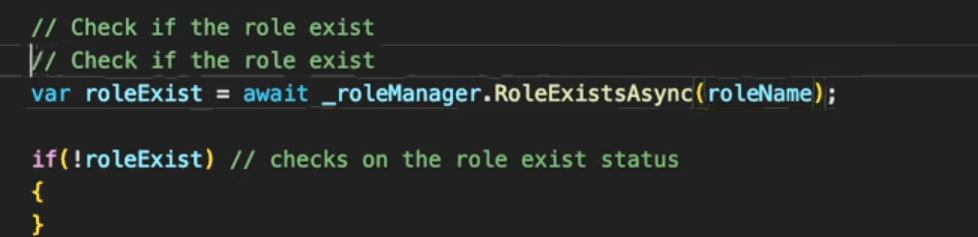 // Check if the role exist
// Check if the role exist
var roleExist = await _roleManager.RoleExistsAsync(roleName);
if(!roleExist) // checks on the role exist status
{
}